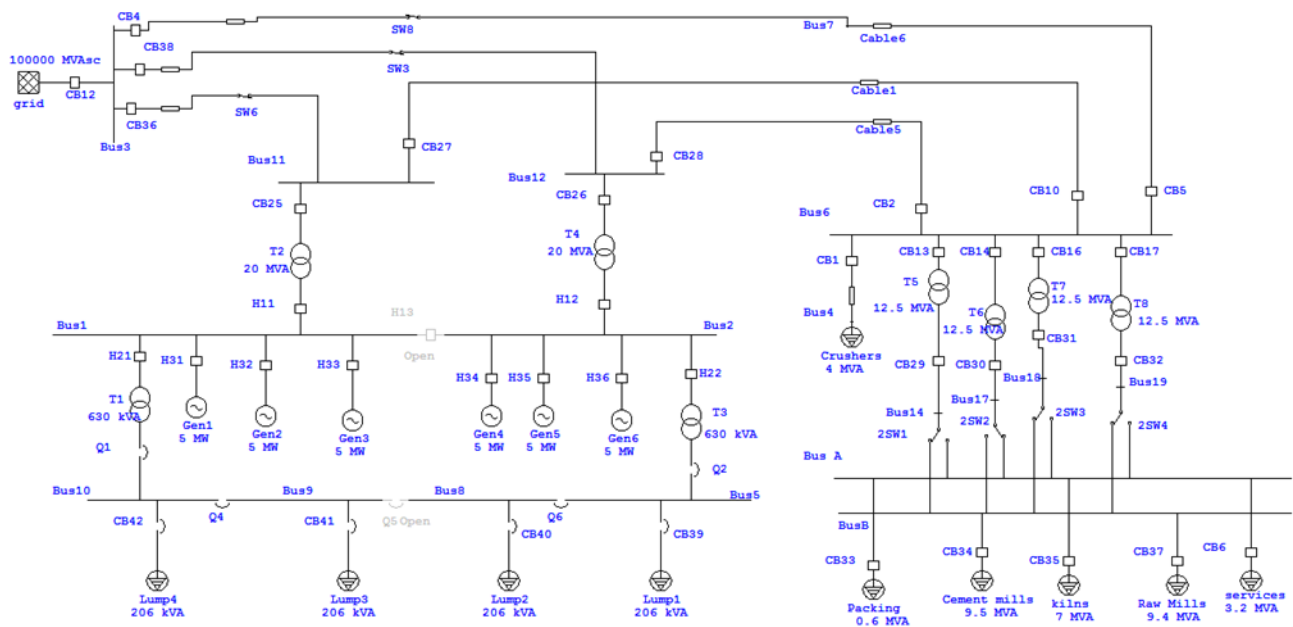 CB4
SW8
Bus7
Cable6
CB38
100000 MVAsc
SW3
CB12
grid
Cable1
SW6
CB36
Bus3
Cable5
CB27
Bus11
CB28
Bus12
CB25
CB26
CB2
CB10
CB5
Bus6
T2
20 MVA
T4
20 MVA
CB1
CB13
CB14
CB16
CB17
T5
12.5 MVA
T7
12.5 MVA
T6
12.5 MVA
T8
12.5 MVA
H11
H12
H13
Open
Bus4
Crushers
4 MVA
Bus1
Bus2
CB31
H21
H31
H32
H33
H34
H35
H36
H22
CB29
CB30
CB32
Bus18
Bus19
T1
630 kVA
Gen1
5 MW
Gen2
5 MW
Gen3
5 MW
Gen4
5 MW
Gen5
5 MW
Gen6
5 MW
T3
630 kVA
Bus14
Bus17
2SW1
2SW2
2SW3
2SW4
Q1
Q2
Bus A
Bus10
Bus9
Bus8
Bus5
Q4
Q5 Open
Q6
BusB
CB42
CB41
CB40
CB39
CB33
CB34
CB35
CB37
CB6
Lump4
206 kVA
Lump3
206 kVA
Lump2
206 kVA
Lump1
206 kVA
Packing
0.6 MVA
Cement mills
9.5 MVA
kilns
7 MVA
Raw Mills
9.4 MVA
services
3.2 MVA